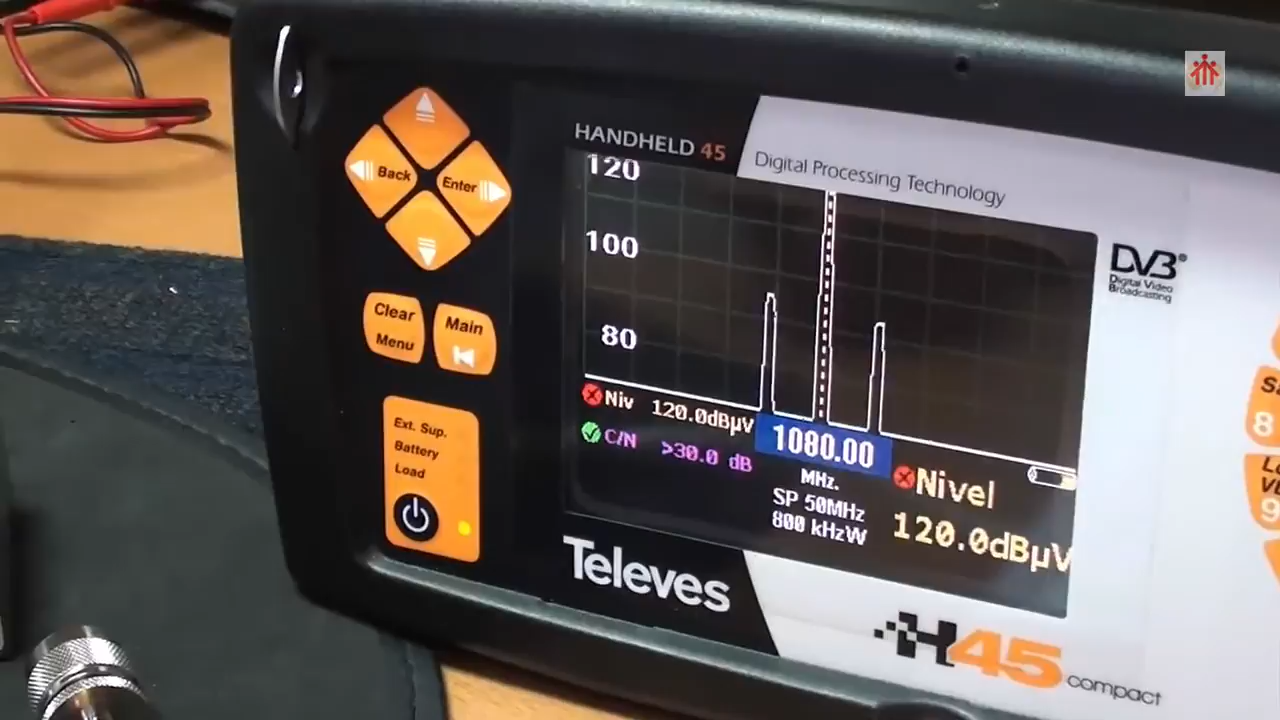 HANDHELD 45
Digital Processing Technology
DVB®
Digital Video
Broadcasting
Back
Enter
Clear
Menu
Main
Ext. Sup.
Battery
Load
120
100
80
Niv 120.0dBµV
C/N >30.0 dB
1080.00
MHz.
SP 50MHz
800 kHzW
Nivel
120.0dBµV
Televes
H45 compact
8
9